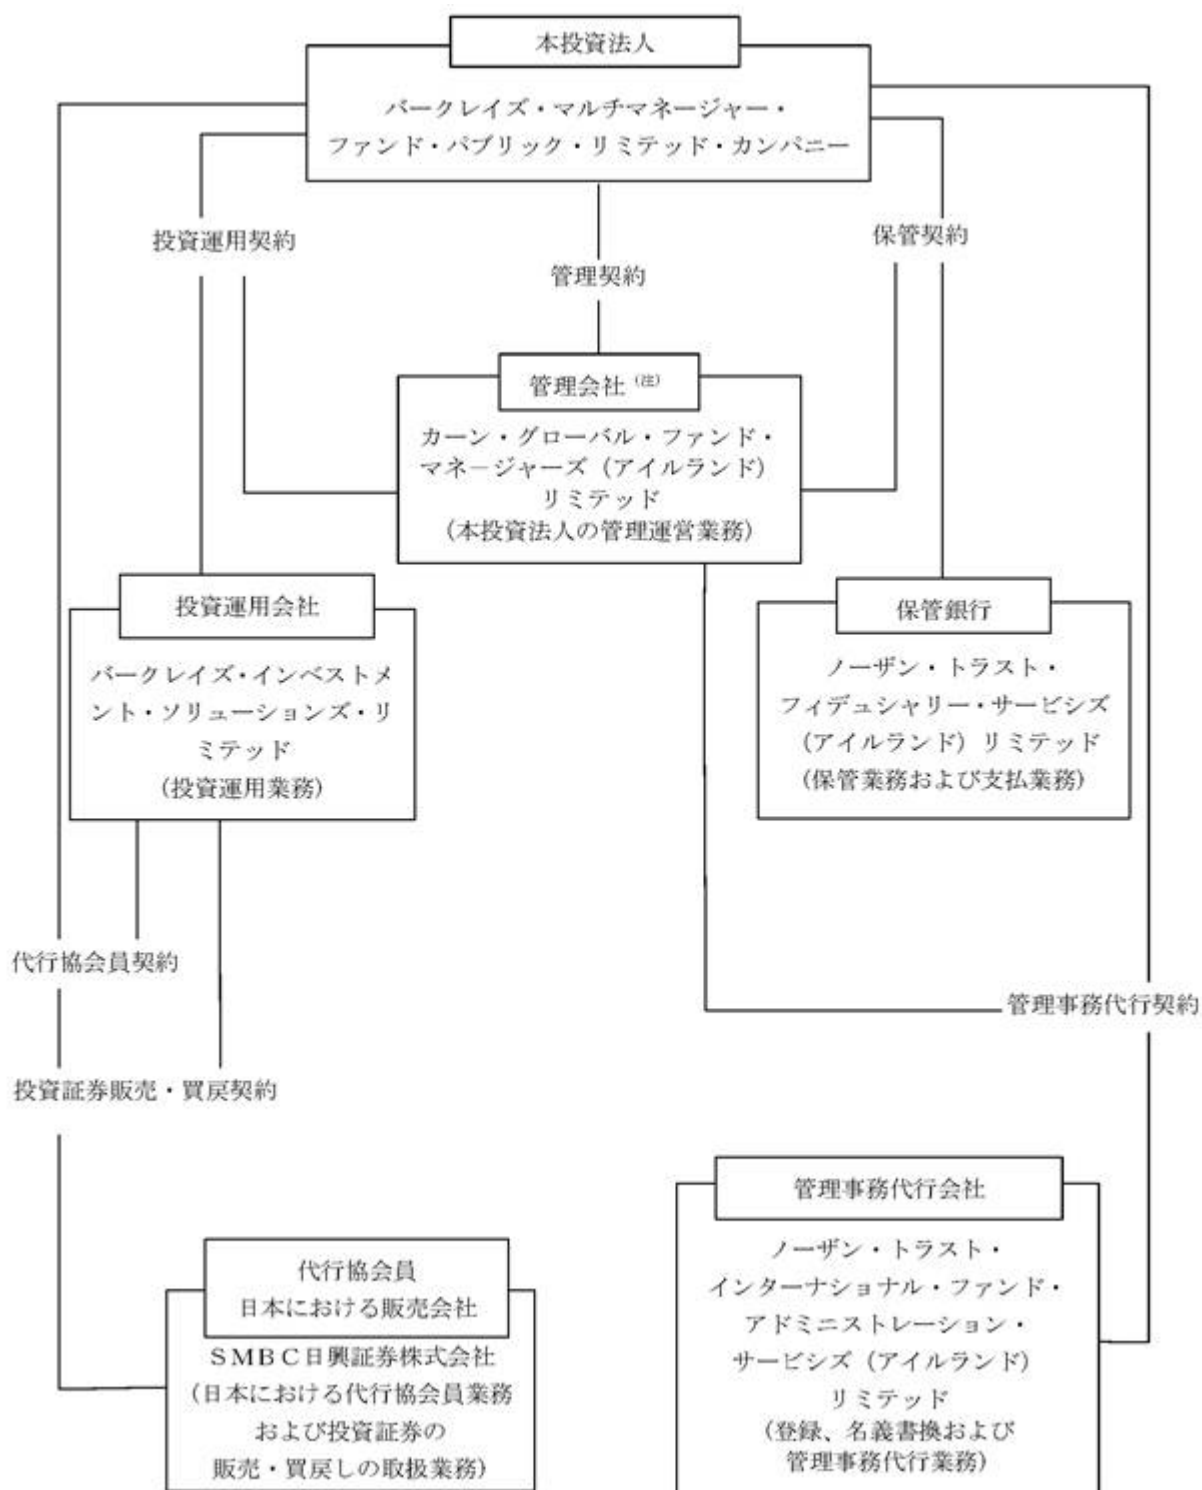 本投資法人
バークレイズ・マルチマネージャー・
ファンド・パブリック・リミテッド・カンパニー
投資運用契約
保管契約
管理契約
管理会社（注）
カーン・グローバル・ファンド・
マネ－ジャーズ（アイルランド）
リミテッド
（本投資法人の管理運営業務）
投資運用会社
バークレイズ・インベストメ
ント・ソリューションズ・リ
ミテッド
（投資運用業務）
保管銀行
ノーザン・トラスト・
フィデュシャリー・サービシズ
（アイルランド）リミテッド
（保管業務および支払業務）
代行協会員契約
管理事務代行契約
投資証券販売・買戻契約
代行協会員
日本における販売会社
ＳＭＢＣ日興証券株式会社
（日本における代行協会員業務
および投資証券の
販売・買戻しの取扱業務）
管理事務代行会社
ノーザン・トラスト・
インターナショナル・ファンド・
アドミニストレーション・
サービシズ（アイルランド）
リミテッド
（登録、名義書換および
管理事務代行業務）